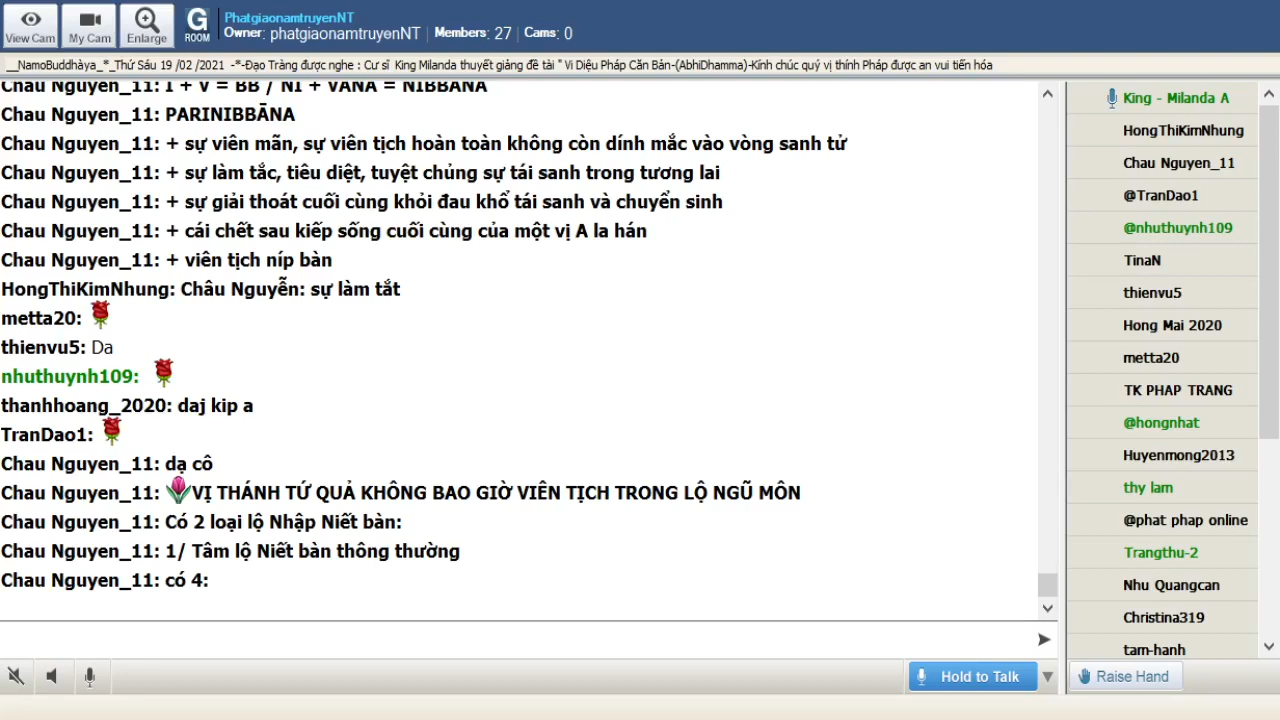 View Cam
My Cam
Enlarge
G
ROOM
PhatgiaonamtruyenNT
Owner: phatgiaonamtruyenNT | Members: 27 | Cams: 0
__NamoBuddhàya_*_Thứ Sáu 19 /02 /2021 -*-Đạo Tràng được nghe : Cư sĩ King Milanda thuyết giảng đề tài " Vi Diệu Pháp Căn Bản-(AbhiDhamma)-Kính chúc quý vị thính Pháp được an vui tiến hóa
Chau Nguyen_11: I + V = BB / NI + VANA = NIBBANA
Chau Nguyen_11: PARINIBBĀNA
Chau Nguyen_11: + sự viên mãn, sự viên tịch hoàn toàn không còn dính mắc vào vòng sanh tử
Chau Nguyen_11: + sự làm tắc, tiêu diệt, tuyệt chủng sự tái sanh trong tương lai
Chau Nguyen_11: + sự giải thoát cuối cùng khỏi đau khổ tái sanh và chuyển sinh
Chau Nguyen_11: + cái chết sau kiếp sống cuối cùng của một vị A la hán
Chau Nguyen_11: + viên tịch níp bàn
HongThiKimNhung: Châu Nguyễn: sự làm tắt
metta20:
thienvu5: Da
nhuthuynh109:
thanhhoang_2020: daj kip a
TranDao1:
Chau Nguyen_11: dạ cô
Chau Nguyen_11: VỊ THÁNH TỨ QUẢ KHÔNG BAO GIỜ VIÊN TỊCH TRONG LỘ NGŨ MÔN
Chau Nguyen_11: Có 2 loại lộ Nhập Niết bàn:
Chau Nguyen_11: 1/ Tâm lộ Niết bàn thông thường
Chau Nguyen_11: có 4:
King - Milanda A
HongThiKimNhung
Chau Nguyen_11
@TranDao1
@nhuthuynh109
TinaN
thienvu5
Hong Mai 2020
metta20
TK PHAP TRANG
@hongnhat
Huyenmong2013
thy lam
@phat phap online
Trangthu-2
Nhu Quangcan
Christina319
tam-hanh
Hold to Talk
Raise Hand